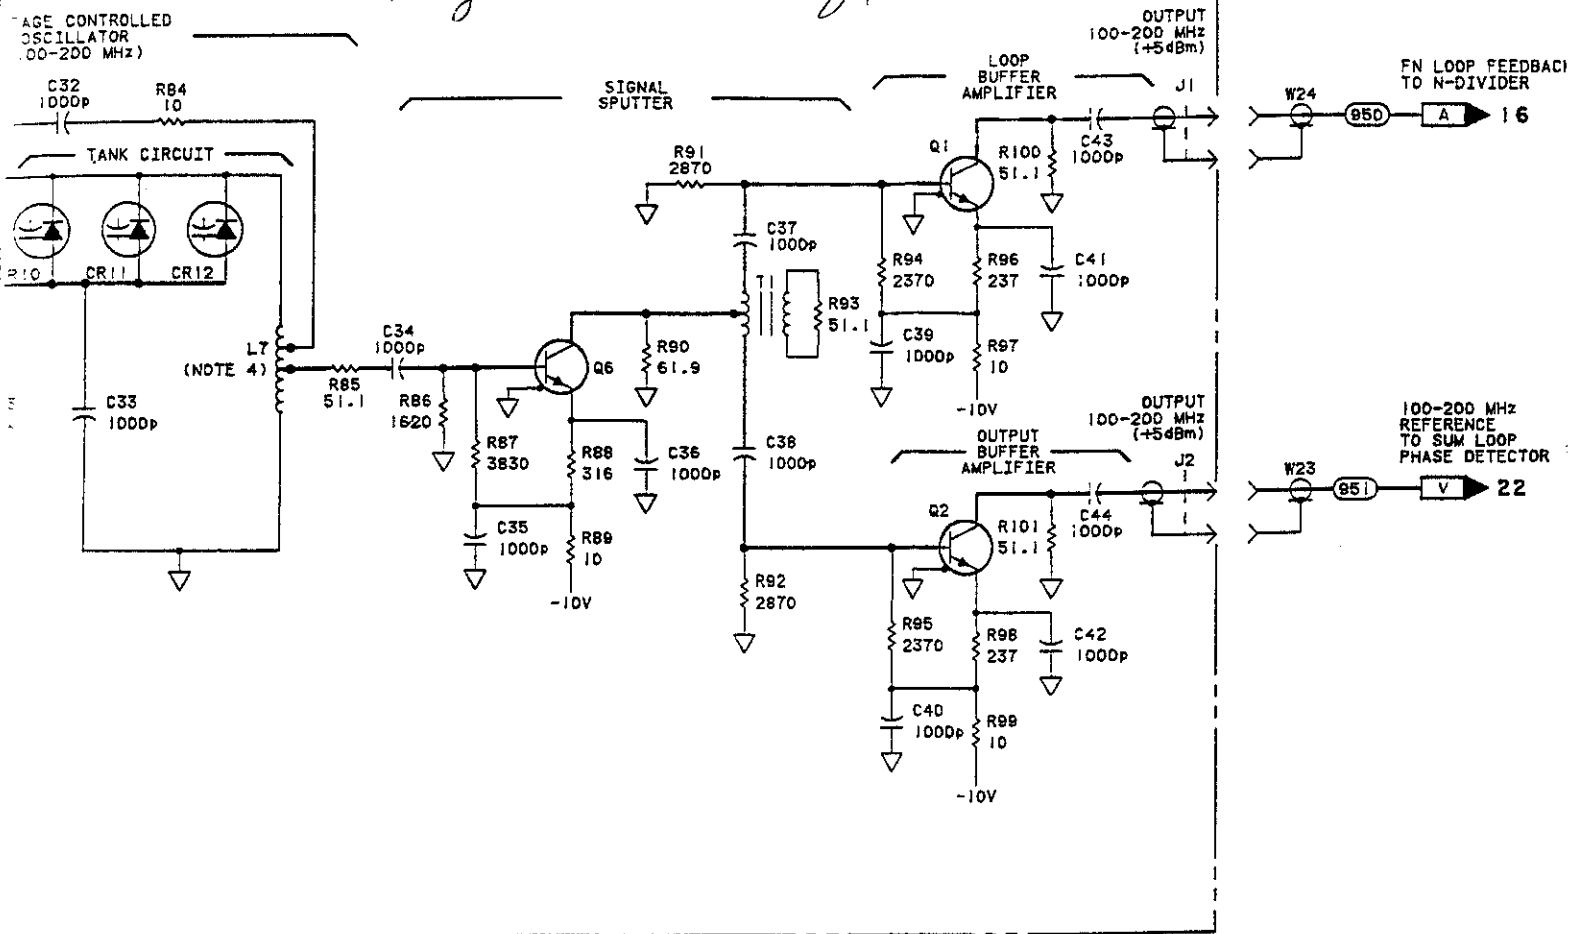 AGE CONTROLLED
OSCILLATOR
00-200 MHz)
C32
1000p
R84
10
TANK CIRCUIT
R10
CR11
CR12
L7
(NOTE 4)
C33
1000p
R85
51.1
C34
1000p
R86
1620
R87
3830
C35
1000p
R88
316
R89
10
-10V
C36
1000p
Q6
SIGNAL
SPUTTER
R90
61.9
R91
2870
C37
1000p
T1
R93
51.1
C38
1000p
R92
2870
LOOP
BUFFER
AMPLIFIER
Q1
R94
2370
C39
1000p
R96
237
R97
10
-10V
C41
1000p
R100
51.1
C43
1000p
OUTPUT
100-200 MHz
(+5dBm)
J1
W24
950
A
16
FN LOOP FEEDBACK
TO N-DIVIDER
OUTPUT
BUFFER
AMPLIFIER
Q2
R95
2370
C40
1000p
R98
237
R99
10
-10V
C42
1000p
R101
51.1
C44
1000p
OUTPUT
100-200 MHz
(+5dBm)
J2
W23
951
V
22
100-200 MHz
REFERENCE
TO SUM LOOP
PHASE DETECTOR